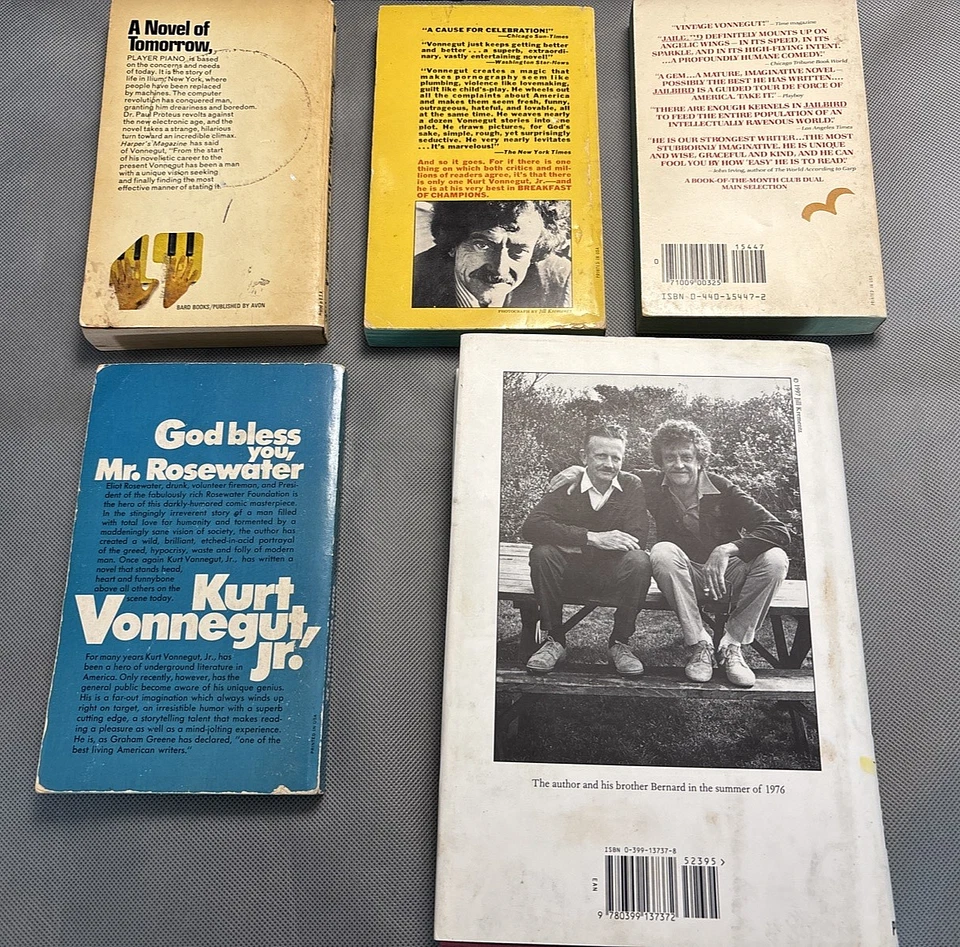 A Novel of
Tomorrow,
PLAYER PIANO is based
on the concerns and needs
of today. It is the story of
life in Ilium, New York, where
people have been replaced
by machines. The computer
revolution has conquered man,
granting him dreariness and boredom.
Dr. Paul Proteus revolts against
the new electronic age, and the
novel takes a strange, hilarious
turn toward an incredible climax.
Harper's Magazine has said
of Vonnegut, "From the start
of his novelistic career to the
present Vonnegut has been a man
with a unique vision seeking
and finally finding the most
effective manner of stating it."
BARD BOOKS/PUBLISHED BY AVON
"A CAUSE FOR CELEBRATION!"
—Chicago Sun-Times
"Vonnegut just keeps getting better
and better . . . a superb, extraordi-
nary, vastly entertaining novel!"
—Washington Star-News
"Vonnegut creates a magic that
makes pornography seem like
plumbing, violence like lovemaking,
guilt like child's-play. He wheels out
all the complaints about America
and makes them seem fresh, funny,
outrageous, hateful, and lovable, all
at the same time. He weaves nearly
a dozen Vonnegut stories into one
plot. He draws pictures, for God's
sake, simple, rough, yet surprisingly
seductive. He very nearly levitates
. . . It's marvelous!"
—The New York Times
And so it goes. For if there is one
thing on which both critics and mil-
lions of readers agree, it's that there
is only one Kurt Vonnegut, Jr.—and
he is at his very best in BREAKFAST
OF CHAMPIONS.
PHOTOGRAPH BY Jill Krementz
"VINTAGE VONNEGUT!" – Time magazine
DEFINITELY MOUNTS UP ON
ANGELIC WINGS – IN ITS SPEED, IN ITS
SPARKLE, AND IN ITS HIGH-FLYING INTENT.
...A PROFOUNDLY HUMANE COMEDY."
– Chicago Tribune Book World
"A GEM...A MATURE, IMAGINATIVE NOVEL –
POSSIBLY THE BEST HE HAS WRITTEN...
JAILBIRD IS A GUIDED TOUR DE FORCE OF
AMERICA. TAKE IT." – Playboy
"THERE ARE ENOUGH KERNELS IN JAILBIRD
TO FEED THE ENTIRE POPULATION OF AN
INTELLECTUALLY RAVENOUS WORLD."
– Los Angeles Times
"HE IS OUR STRONGEST WRITER...THE MOST
STUBBORNLY IMAGINATIVE. HE IS UNIQUE
AND WISE, GRACEFUL AND KIND, AND HE CAN
FOOL YOU BY HOW 'EASY' HE IS TO READ."
– John Irving, author of The World According to Garp
A BOOK-OF-THE-MONTH CLUB DUAL
MAIN SELECTION
15447
0
71009 00325
ISBN 0-440-15447-2
God bless
you,
Mr. Rosewater
Eliot Rosewater, drunk, volunteer fireman, and Presi-
dent of the fabulously rich Rosewater Foundation is
the hero of this darkly-humored comic masterpiece.
In the stingingly irreverent story of a man filled
with total love for humanity and tormented by a
maddeningly sane vision of society, the author has
created a wild, brilliant, etched-in-acid portrayal
of the greed, hypocrisy, waste and folly of modern
man. Once again Kurt Vonnegut, Jr., has written a
novel that stands head,
heart and funnybone
above all others on the
scene today.
Kurt
Vonnegut,
Jr.
For many years Kurt Vonnegut, Jr., has
been a hero of underground literature in
America. Only recently, however, has the
general public become aware of his unique genius.
His is a far-out imagination which always winds up
right on target, an irresistible humor with a superb
cutting edge, a storytelling talent that makes read-
ing a pleasure as well as a mind-jolting experience.
He is, as Graham Greene has declared, "one of the
best living American writers."
PRINTED IN USA
© 1997 Jill Krementz
The author and his brother Bernard in the summer of 1976
ISBN 0-399-13737-8
52395>
EAN
9 780399 137372